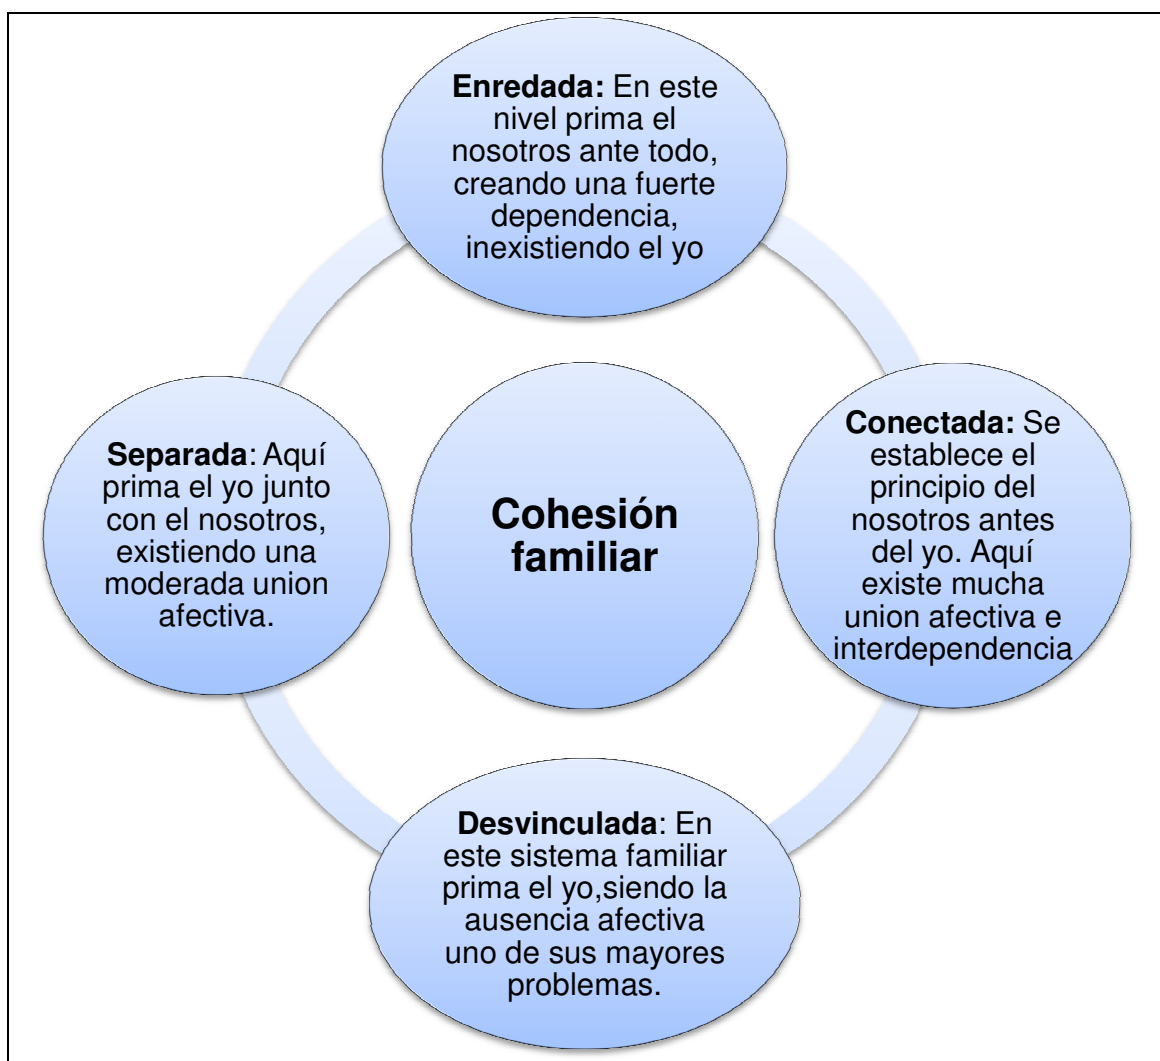 Enredada: En este
nivel prima el
nosotros ante todo,
creando una fuerte
dependencia,
inexistiendo el yo
Separada: Aquí
prima el yo junto
con el nosotros,
existiendo una
moderada union
afectiva.
Cohesión
familiar
Conectada: Se
establece el
principio del
nosotros antes
del yo. Aquí
existe mucha
union afectiva e
interdependencia
Desvinculada: En
este sistema familiar
prima el yo,siendo la
ausencia afectiva
uno de sus mayores
problemas.